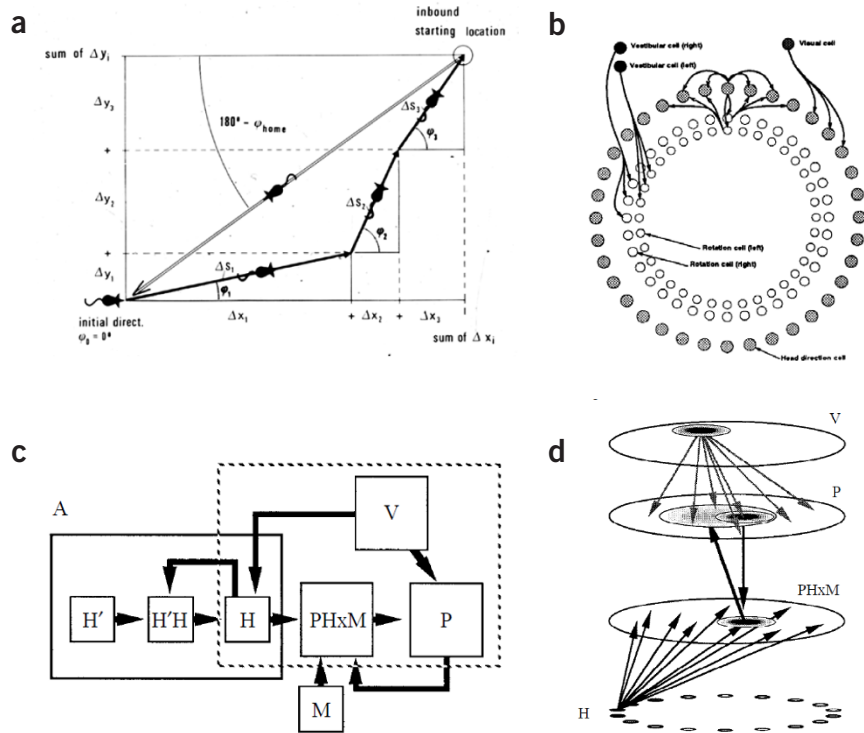 a
inbound
starting location
sum of Δyᵢ
Δy₃
180° − φhome
ΔS₃
φ₃
+
+
Δy₂
ΔS₂
φ₂
+
+
Δy₁
ΔS₁
φ₁
initial direct.
φ₀ = 0°
Δx₁
+ Δx₂ + Δx₃
sum of Δxᵢ
b
Vestibular cell (right)
Vestibular cell (left)
Visual cell
Rotation cell (left)
Rotation cell (right)
Head direction cell
c
A
V
H′
H′H
H
PHxM
P
M
d
V
P
PHxM
H